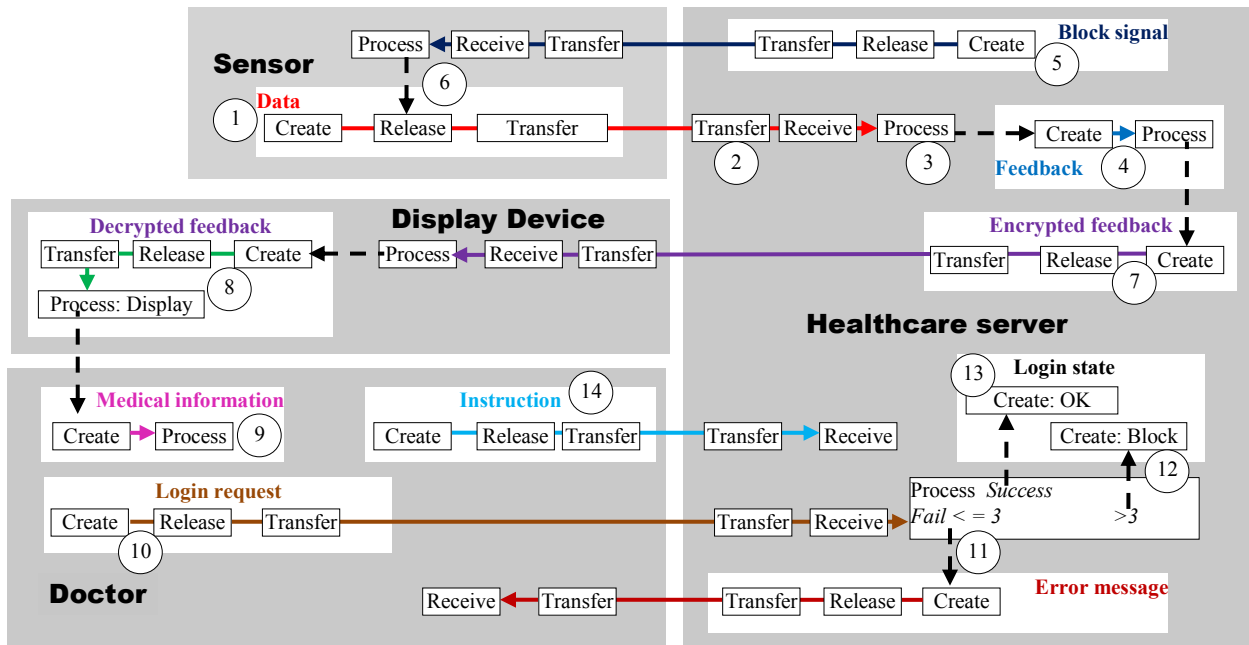 Process Receive Transfer Transfer Release Create Block signal
Sensor
6 5
Data
1 Create Release Transfer Transfer Receive Process Create Process
2 3 4
Feedback
Display Device
Decrypted feedback Encrypted feedback
Transfer Release Create Process Receive Transfer Transfer Release Create
8 7
Process: Display
Healthcare server
13 Login state
Create: OK
Medical information Instruction 14
Create Process 9 Create Release Transfer Transfer Receive Create: Block
12
Login request
Process Success
Create Release Transfer Transfer Receive Fail < = 3 >3
10 11
Doctor
Error message
Receive Transfer Transfer Release Create